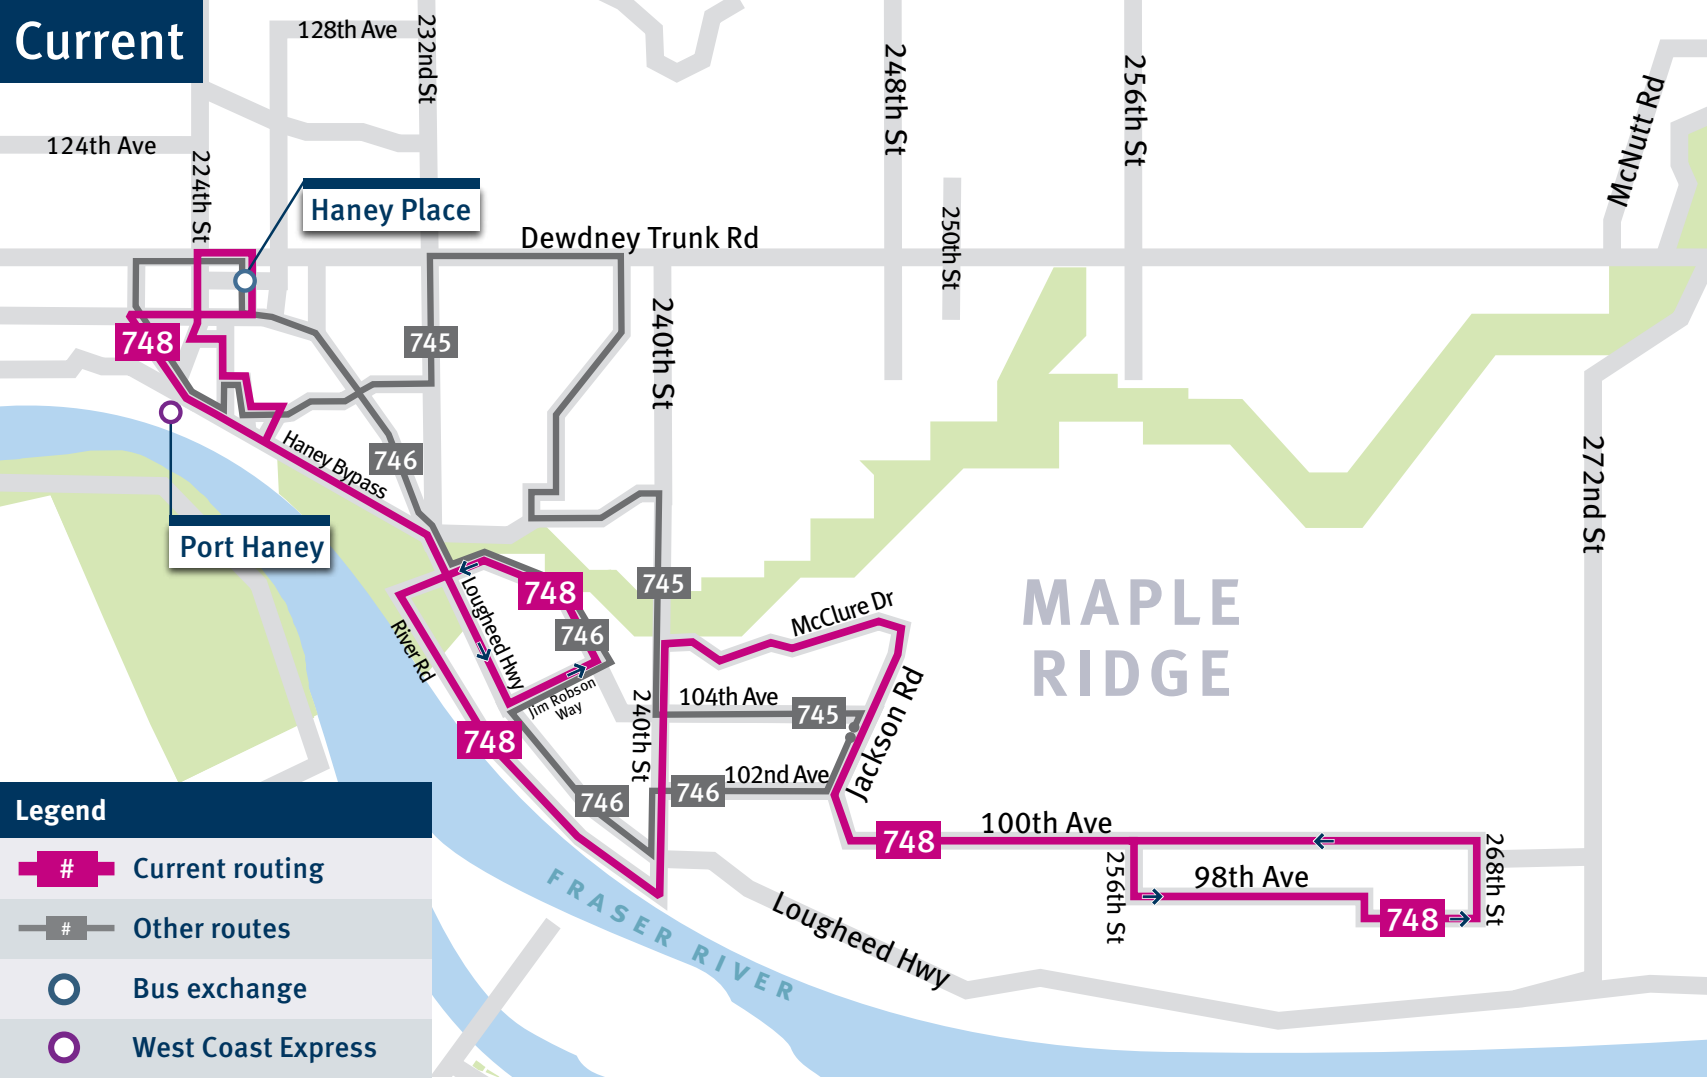 Current
128th Ave
232nd St
248th St
256th St
McNutt Rd
124th Ave
224th St
Haney Place
250th St
Dewdney Trunk Rd
240th St
748
745
746
Haney Bypass
272nd St
Port Haney
748
745
746
Lougheed Hwy
River Rd
McClure Dr
MAPLE
RIDGE
Jim Robson
Way
240th St
104th Ave
745
Jackson Rd
748
102nd Ave
746
746
748
100th Ave
256th St
98th Ave
268th St
748
FRASER RIVER
Lougheed Hwy
Legend
# Current routing
# Other routes
Bus exchange
West Coast Express